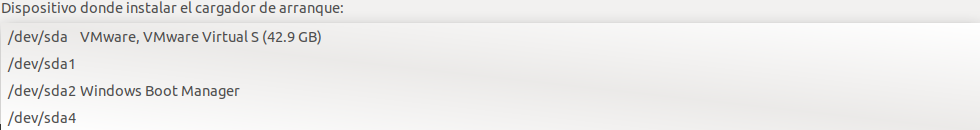 Dispositivo donde instalar el cargador de arranque:
/dev/sda VMware, VMware Virtual S (42.9 GB)
/dev/sda1
/dev/sda2 Windows Boot Manager
/dev/sda4